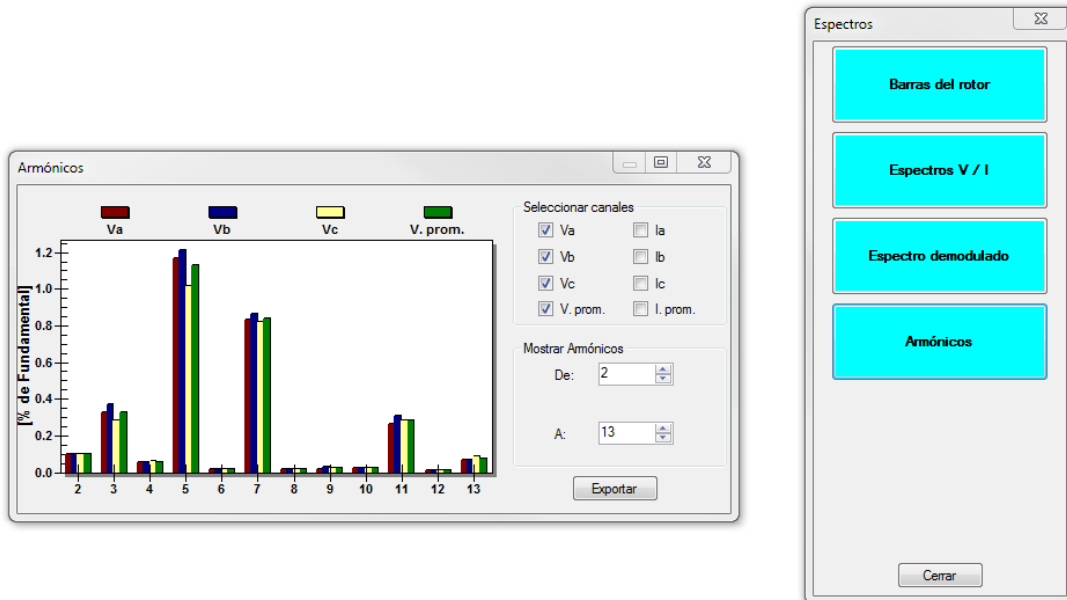 Armónicos
Va Vb Vc V. prom.
[% de Fundamental]
1.2
1.0
0.8
0.6
0.4
0.2
0.0
2 3 4 5 6 7 8 9 10 11 12 13
Seleccionar canales
Va Ia
Vb Ib
Vc Ic
V. prom. I. prom.
Mostrar Armónicos
De: 2
A: 13
Exportar
Espectros
Barras del rotor
Espectros V / I
Espectro demodulado
Armónicos
Cerrar